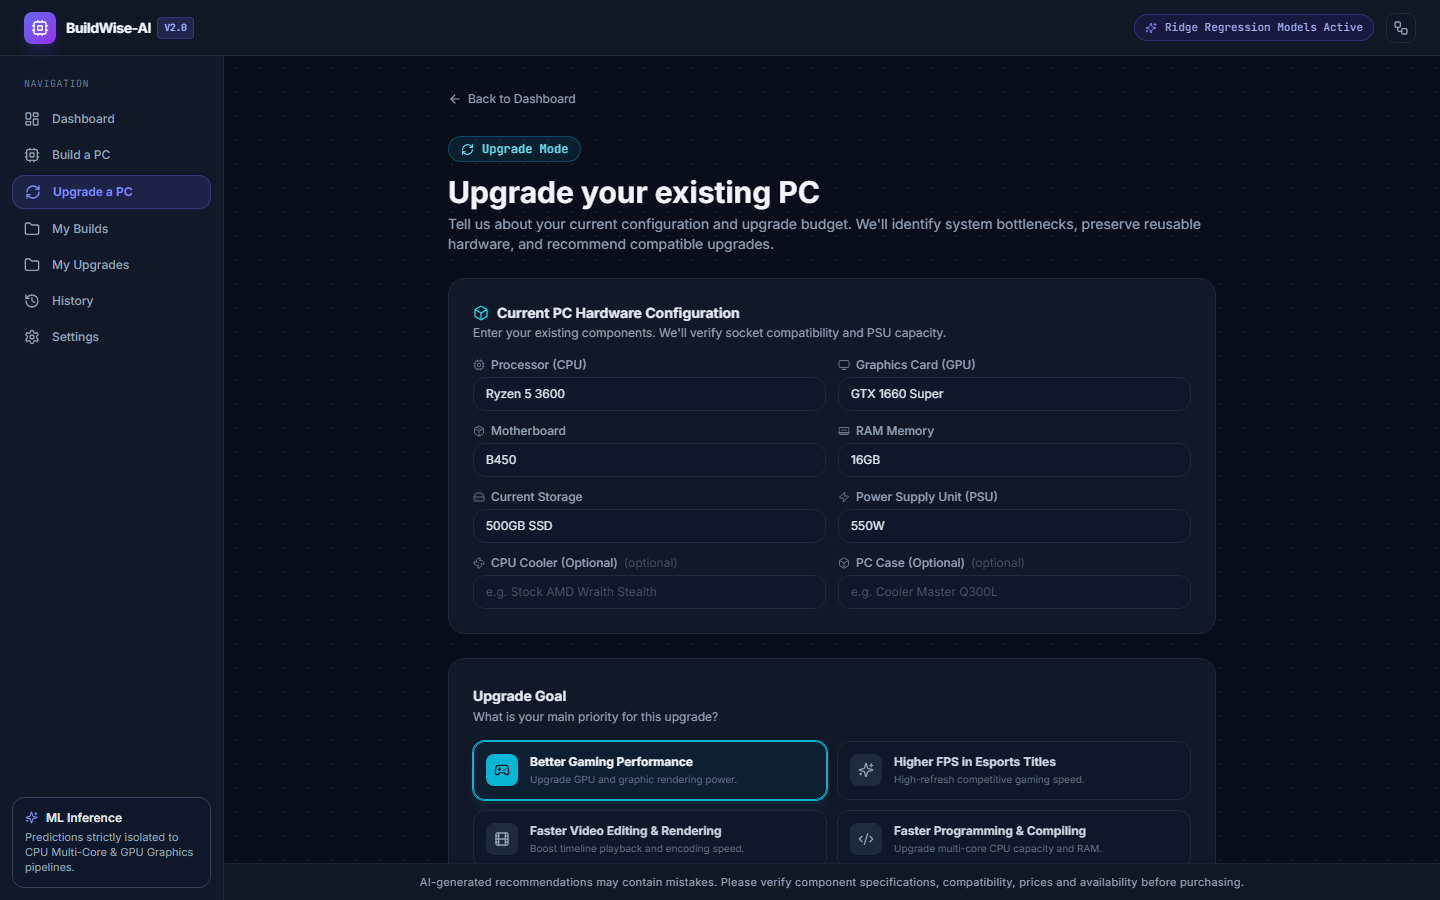 BuildWise-AI V2.0
Ridge Regression Models Active
NAVIGATION
Dashboard
Build a PC
Upgrade a PC
My Builds
My Upgrades
History
Settings
ML Inference
Predictions strictly isolated to
CPU Multi-Core & GPU Graphics
pipelines.
Back to Dashboard
Upgrade Mode
Upgrade your existing PC
Tell us about your current configuration and upgrade budget. We'll identify system bottlenecks, preserve reusable
hardware, and recommend compatible upgrades.
Current PC Hardware Configuration
Enter your existing components. We'll verify socket compatibility and PSU capacity.
Processor (CPU)
Ryzen 5 3600
Graphics Card (GPU)
GTX 1660 Super
Motherboard
B450
RAM Memory
16GB
Current Storage
500GB SSD
Power Supply Unit (PSU)
550W
CPU Cooler (Optional) (optional)
e.g. Stock AMD Wraith Stealth
PC Case (Optional) (optional)
e.g. Cooler Master Q300L
Upgrade Goal
What is your main priority for this upgrade?
Better Gaming Performance
Upgrade GPU and graphic rendering power.
Higher FPS in Esports Titles
High-refresh competitive gaming speed.
Faster Video Editing & Rendering
Boost timeline playback and encoding speed.
Faster Programming & Compiling
Upgrade multi-core CPU capacity and RAM.
AI-generated recommendations may contain mistakes. Please verify component specifications, compatibility, prices and availability before purchasing.